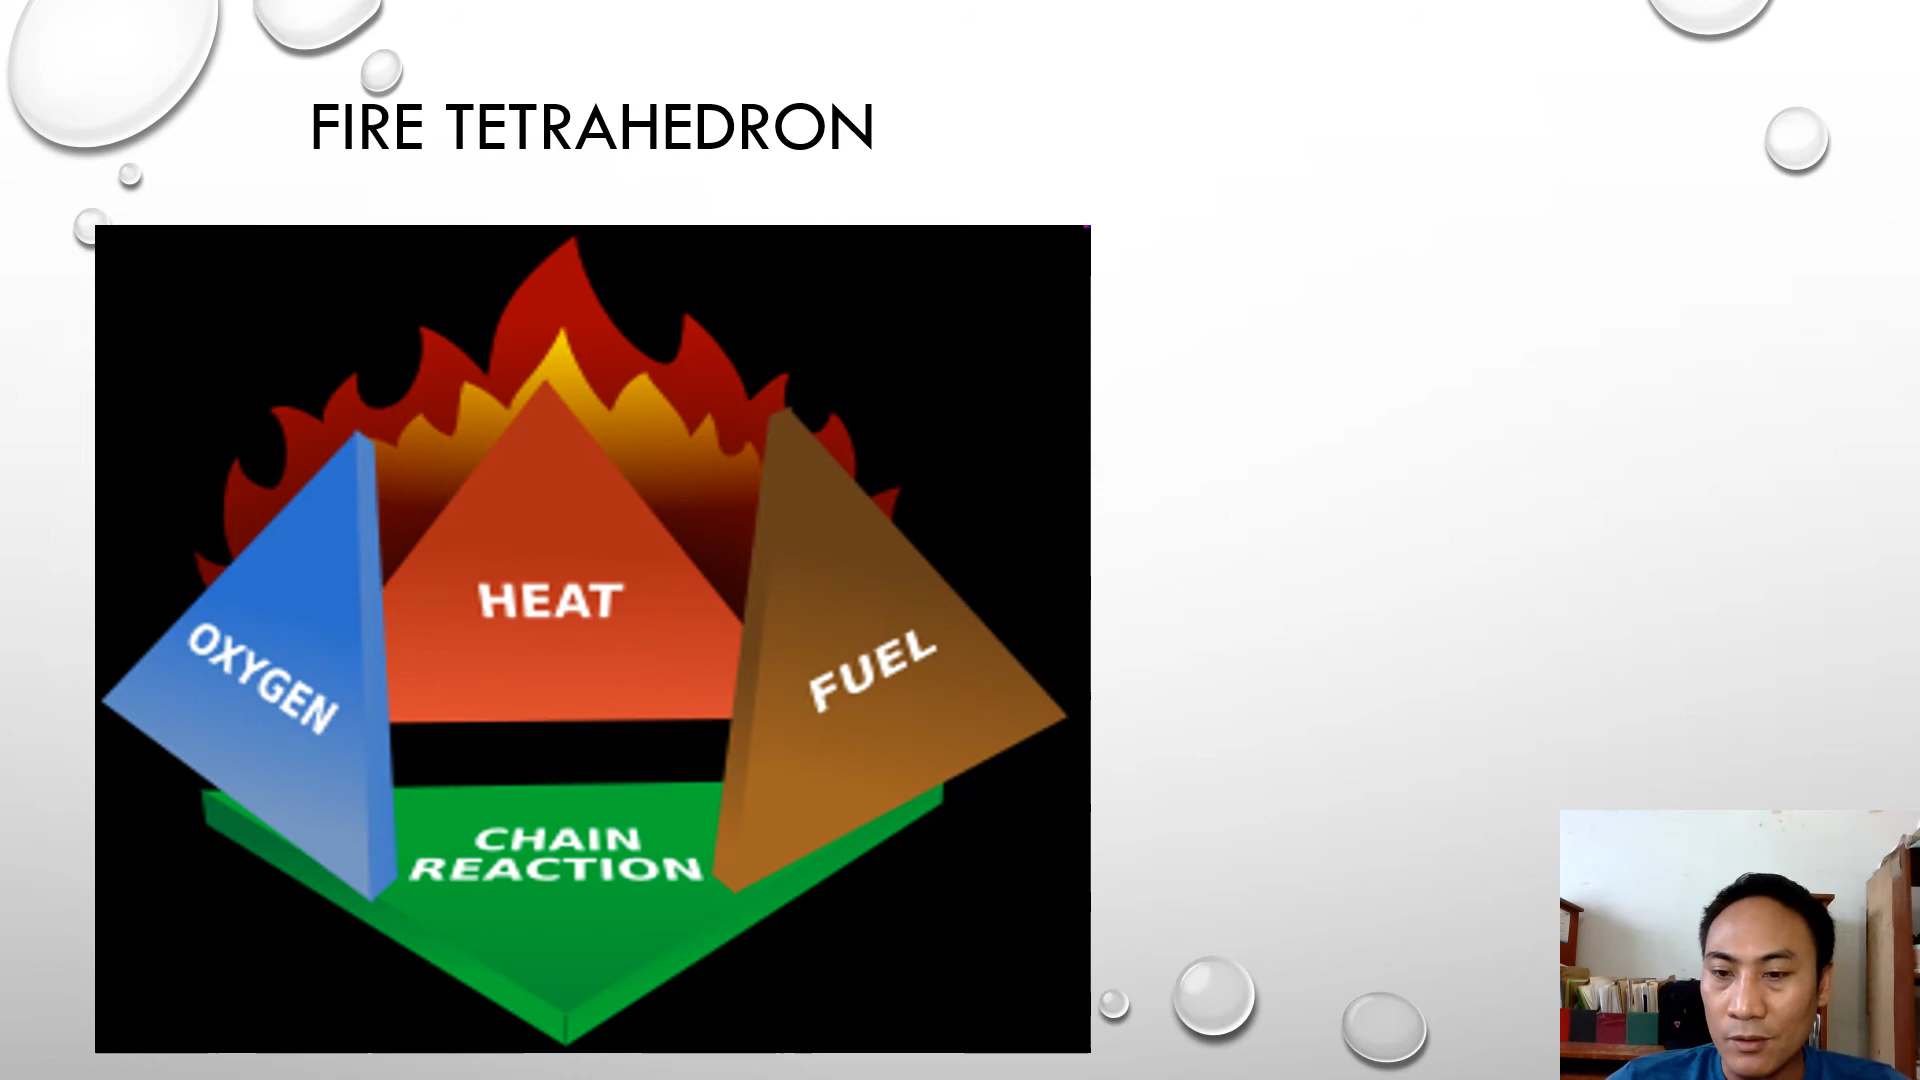 FIRE TETRAHEDRON
HEAT
OXYGEN
FUEL
CHAIN
REACTION